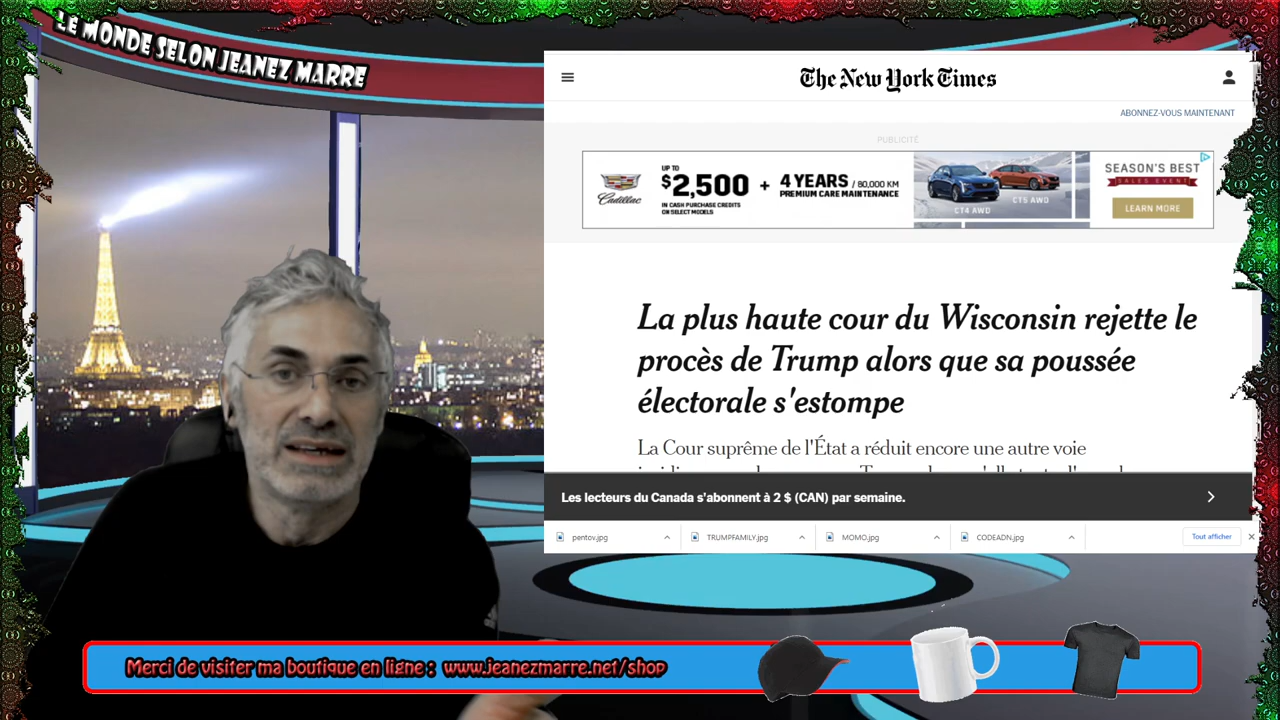 LE MONDE SELON JEANEZ MARRE
The New York Times
ABONNEZ-VOUS MAINTENANT
PUBLICITÉ
Cadillac
UP TO
$2,500
IN CASH PURCHASE CREDITS
ON SELECT MODELS
+
4 YEARS / 80,000 KM
PREMIUM CARE MAINTENANCE
CT4 AWD
CT5 AWD
SEASON'S BEST
SALES EVENT
LEARN MORE
La plus haute cour du Wisconsin rejette le
procès de Trump alors que sa poussée
électorale s'estompe
La Cour suprême de l'État a réduit encore une autre voie
Les lecteurs du Canada s'abonnent à 2 $ (CAN) par semaine.
pentov.jpg
TRUMPFAMILY.jpg
MOMO.jpg
CODEADN.jpg
Tout afficher
Merci de visiter ma boutique en ligne : www.jeanezmarre.net/shop